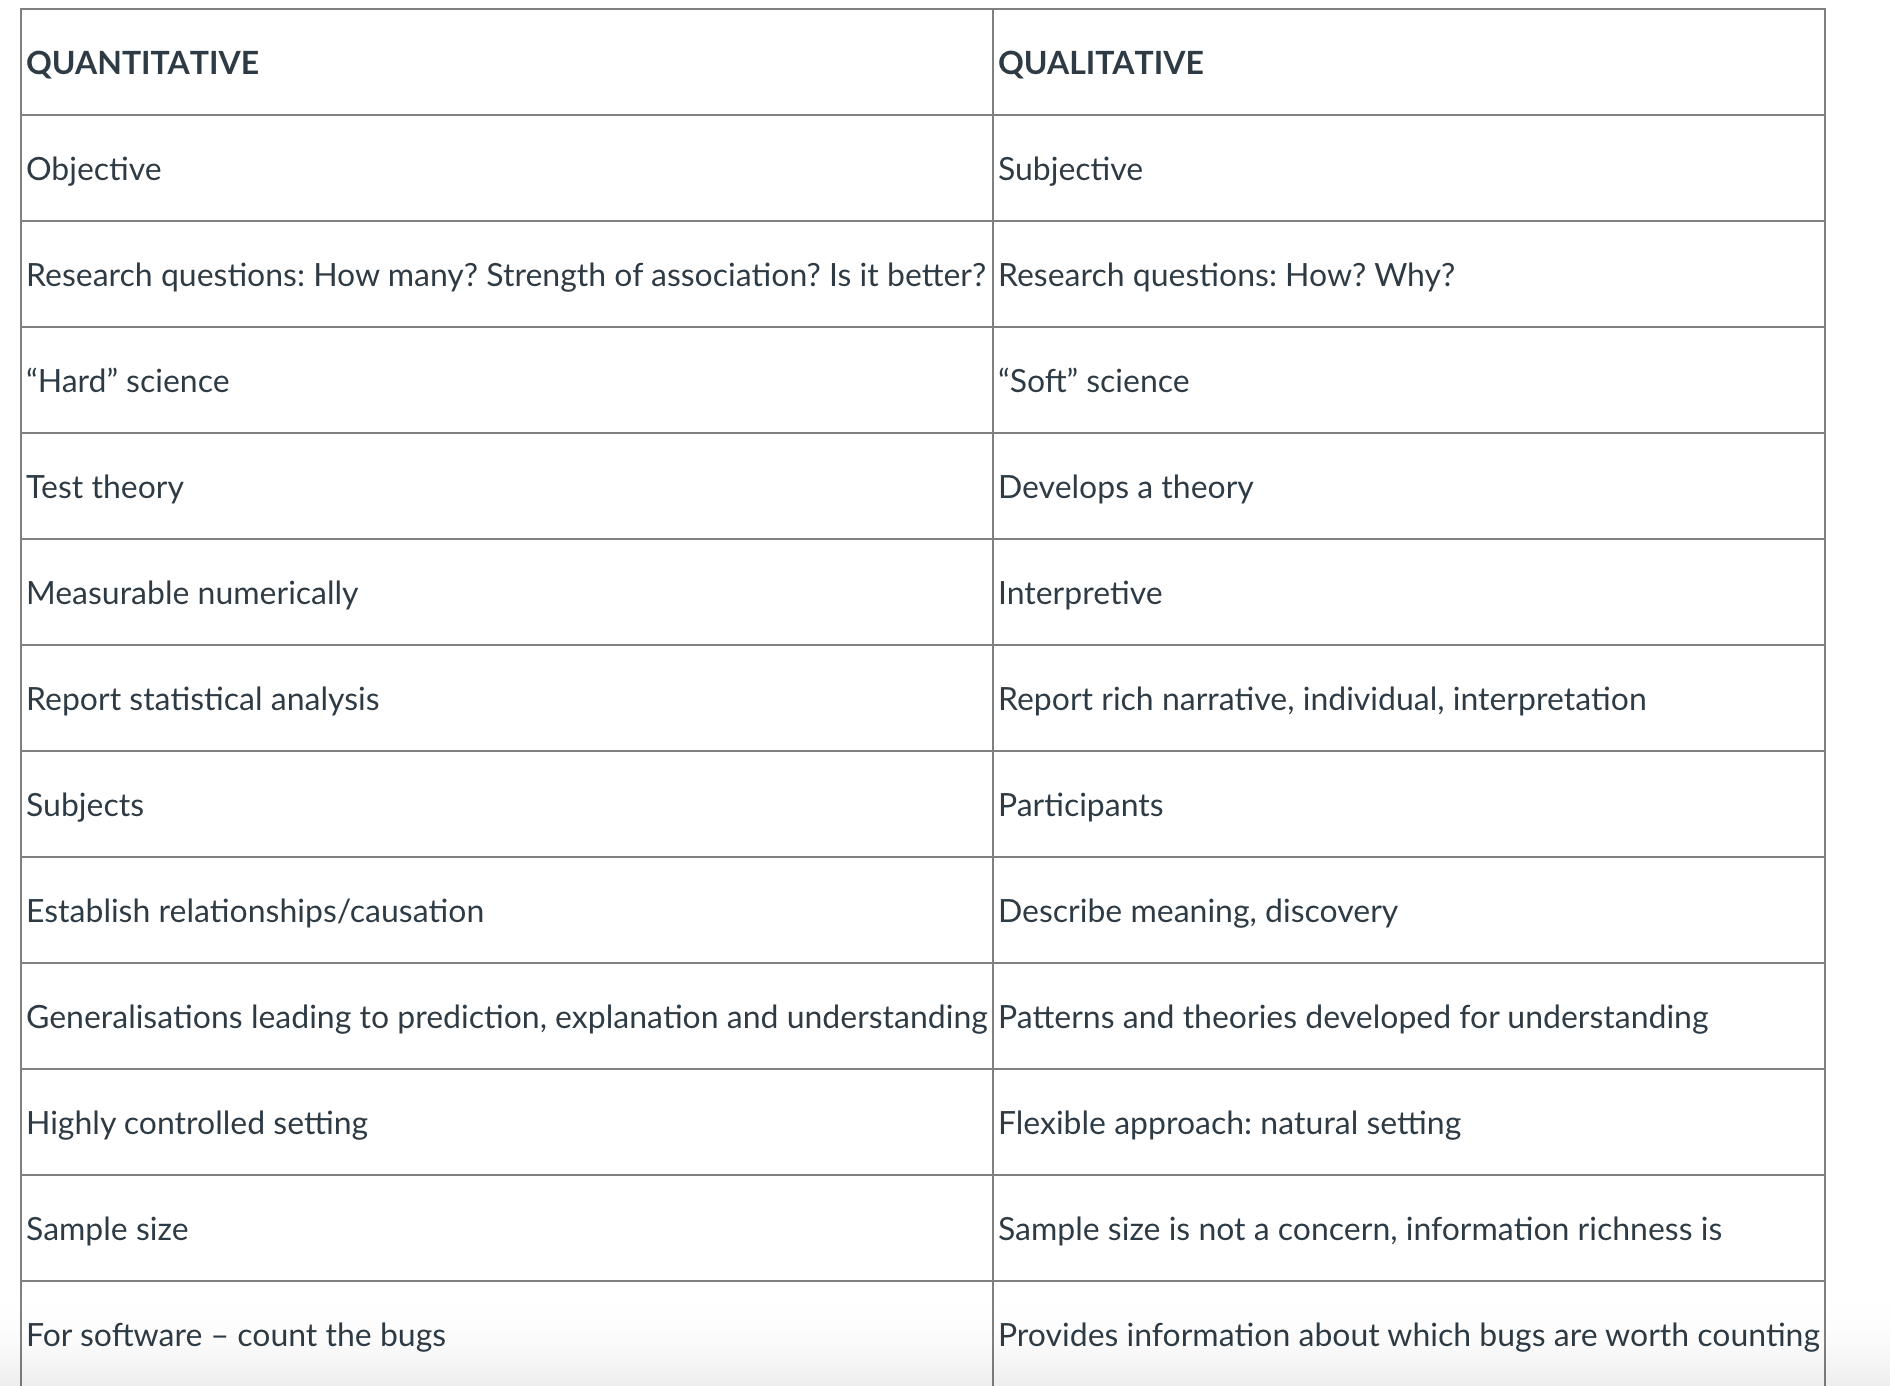 QUANTITATIVE
QUALITATIVE
Objective
Subjective
Research questions: How many? Strength of association? Is it better?
Research questions: How? Why?
“Hard” science
“Soft” science
Test theory
Develops a theory
Measurable numerically
Interpretive
Report statistical analysis
Report rich narrative, individual, interpretation
Subjects
Participants
Establish relationships/causation
Describe meaning, discovery
Generalisations leading to prediction, explanation and understanding
Patterns and theories developed for understanding
Highly controlled setting
Flexible approach: natural setting
Sample size
Sample size is not a concern, information richness is
For software – count the bugs
Provides information about which bugs are worth counting